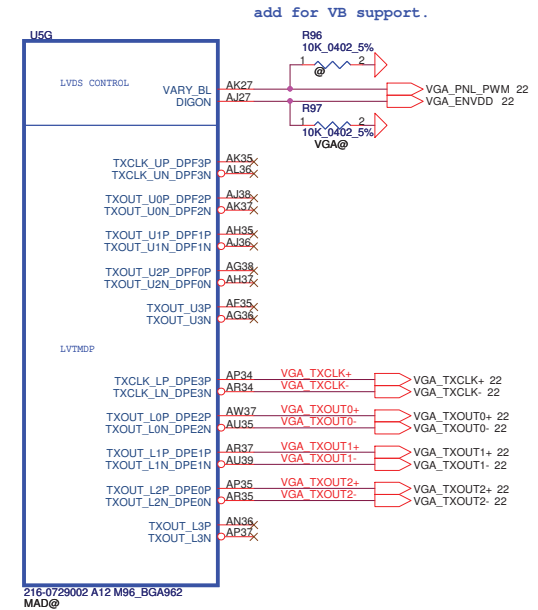 add for VB support.
U5G
R96
10K_0402_5%
1 2
@
LVDS CONTROL
VARY_BL AK27 VGA_PNL_PWM 22
DIGON AJ27 VGA_ENVDD 22
R97
1 2
10K_0402_5%
VGA@
TXCLK_UP_DPF3P AK35
TXCLK_UN_DPF3N AL36
TXOUT_U0P_DPF2P AJ38
TXOUT_U0N_DPF2N AK37
TXOUT_U1P_DPF1P AH35
TXOUT_U1N_DPF1N AJ36
TXOUT_U2P_DPF0P AG38
TXOUT_U2N_DPF0N AH37
TXOUT_U3P AF35
TXOUT_U3N AG36
LVTMDP
TXCLK_LP_DPE3P AP34 VGA_TXCLK+ VGA_TXCLK+ 22
TXCLK_LN_DPE3N AR34 VGA_TXCLK- VGA_TXCLK- 22
TXOUT_L0P_DPE2P AW37 VGA_TXOUT0+ VGA_TXOUT0+ 22
TXOUT_L0N_DPE2N AU35 VGA_TXOUT0- VGA_TXOUT0- 22
TXOUT_L1P_DPE1P AR37 VGA_TXOUT1+ VGA_TXOUT1+ 22
TXOUT_L1N_DPE1N AU39 VGA_TXOUT1- VGA_TXOUT1- 22
TXOUT_L2P_DPE0P AP35 VGA_TXOUT2+ VGA_TXOUT2+ 22
TXOUT_L2N_DPE0N AR35 VGA_TXOUT2- VGA_TXOUT2- 22
TXOUT_L3P AN36
TXOUT_L3N AP37
216-0729002 A12 M96_BGA962
MAD@